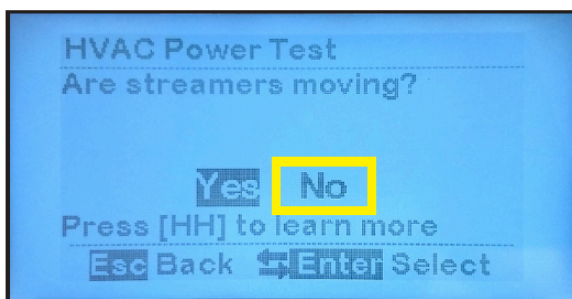 HVAC Power Test
Are streamers moving?
Yes No
Press [HH] to learn more
Esc Back Enter Select